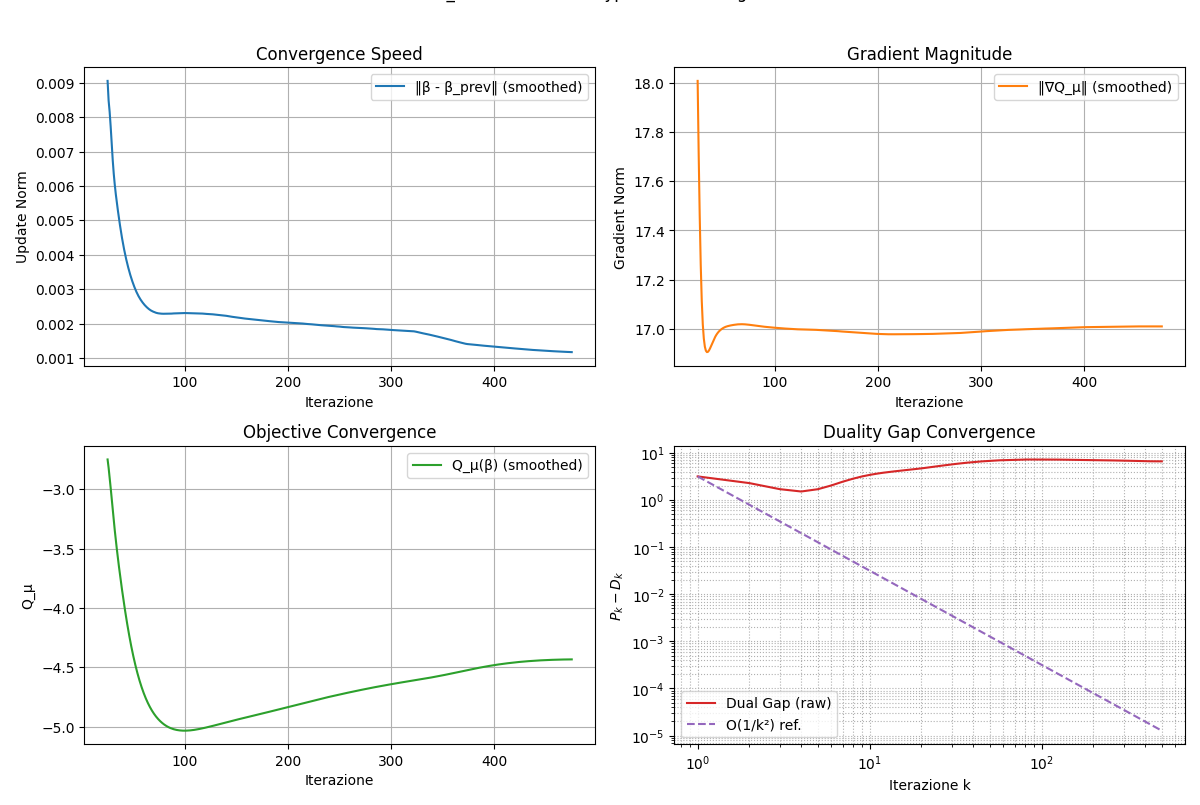 Convergence Speed
0.009
0.008
0.007
0.006
0.005
0.004
0.003
0.002
0.001
Update Norm
‖β - β_prev‖ (smoothed)
100
200
300
400
Iterazione
Gradient Magnitude
18.0
17.8
17.6
17.4
17.2
17.0
Gradient Norm
‖∇Q_μ‖ (smoothed)
100
200
300
400
Iterazione
Objective Convergence
−3.0
−3.5
−4.0
−4.5
−5.0
Q_μ
Q_μ(β) (smoothed)
100
200
300
400
Iterazione
Duality Gap Convergence
10¹
10⁰
10⁻¹
10⁻²
10⁻³
10⁻⁴
10⁻⁵
Pₖ − Dₖ
Dual Gap (raw)
O(1/k²) ref.
10⁰
10¹
10²
Iterazione k